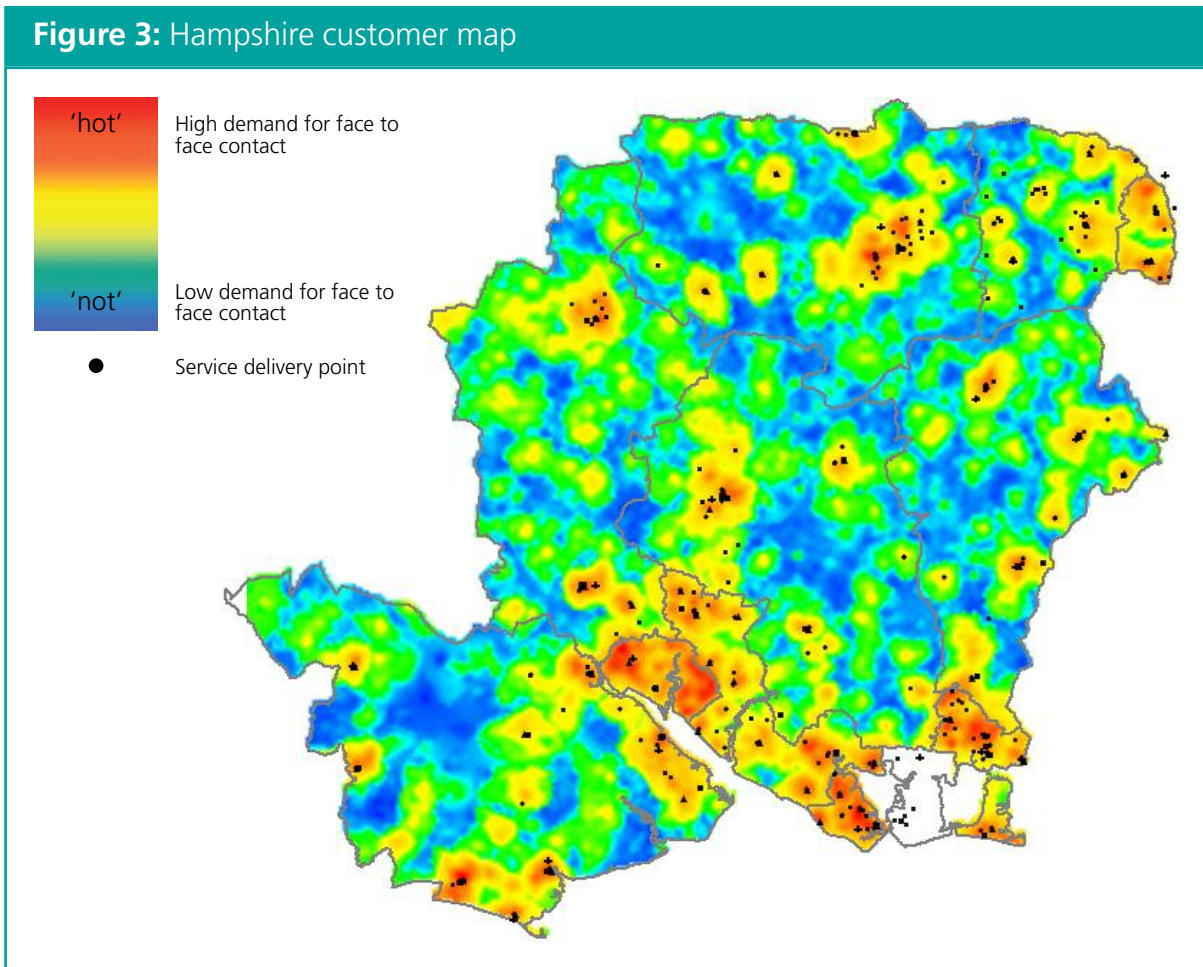 Figure 3: Hampshire customer map
‘hot’
High demand for face to
face contact
‘not’
Low demand for face to
face contact
Service delivery point